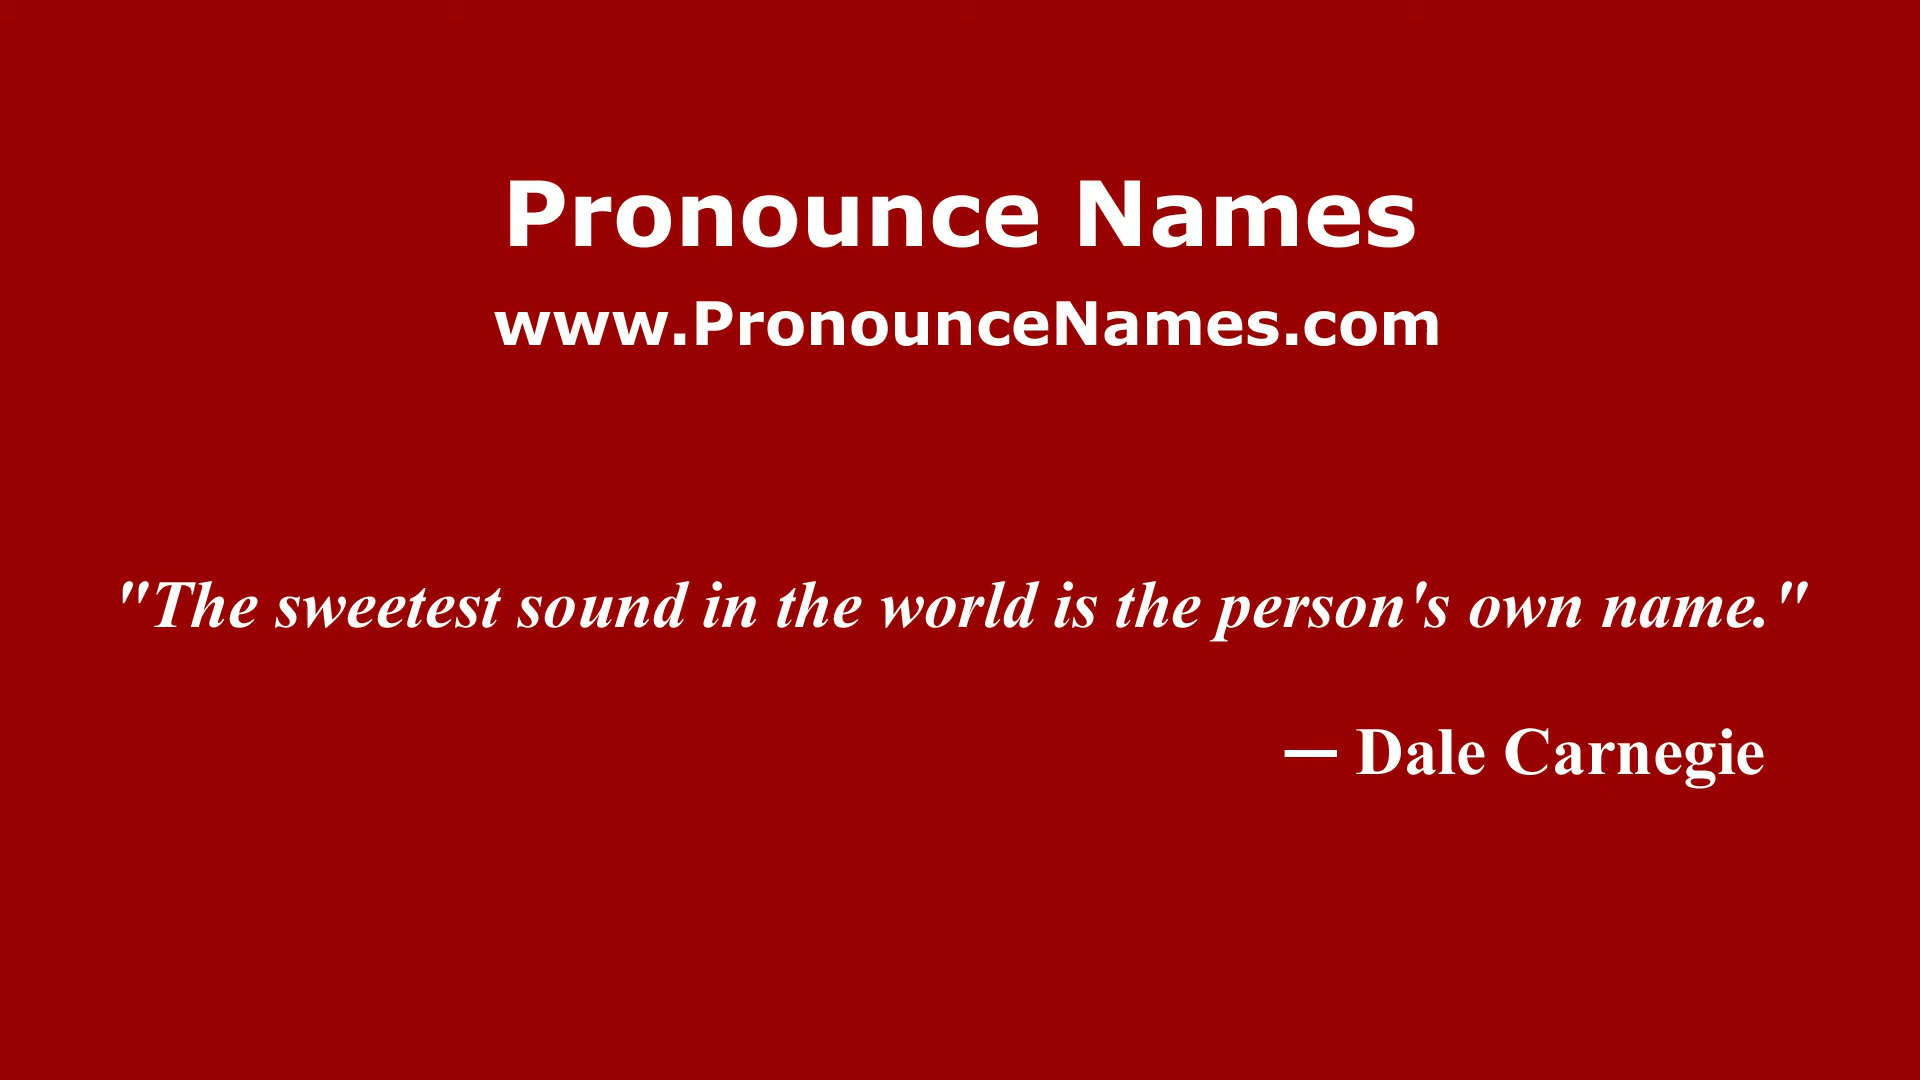 Pronounce Names
www.PronounceNames.com
"The sweetest sound in the world is the person's own name."
— Dale Carnegie